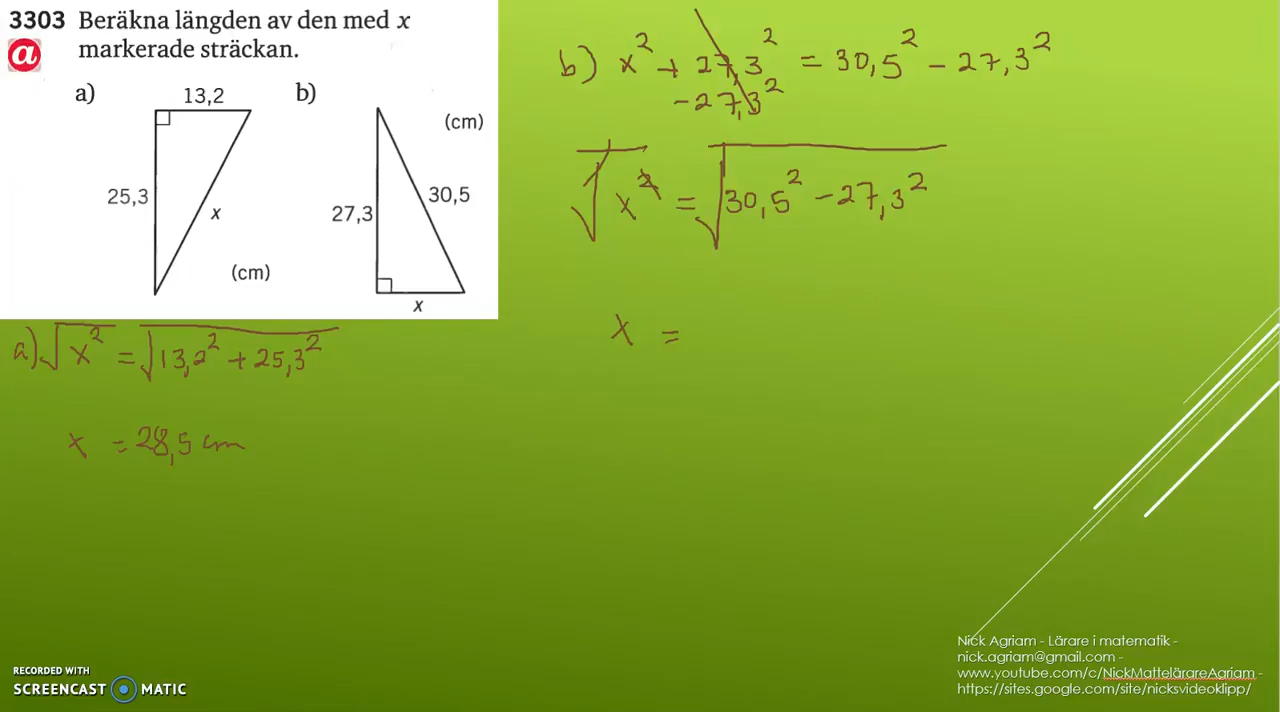 3303 Beräkna längden av den med x
markerade sträckan.
a
a)
13,2
25,3
x
(cm)
b)
(cm)
27,3
30,5
x
a) √x² = √13,2² + 25,3²
x = 28,5 cm
b) x² + 27,3² = 30,5² - 27,3²
-27,3²
√x² = √30,5² - 27,3²
x =
Nick Agriam - Lärare i matematik -
nick.agriam@gmail.com -
www.youtube.com/c/NickMattelärareAgriam -
https://sites.google.com/site/nicksvideoklipp/
RECORDED WITH
SCREENCAST MATIC